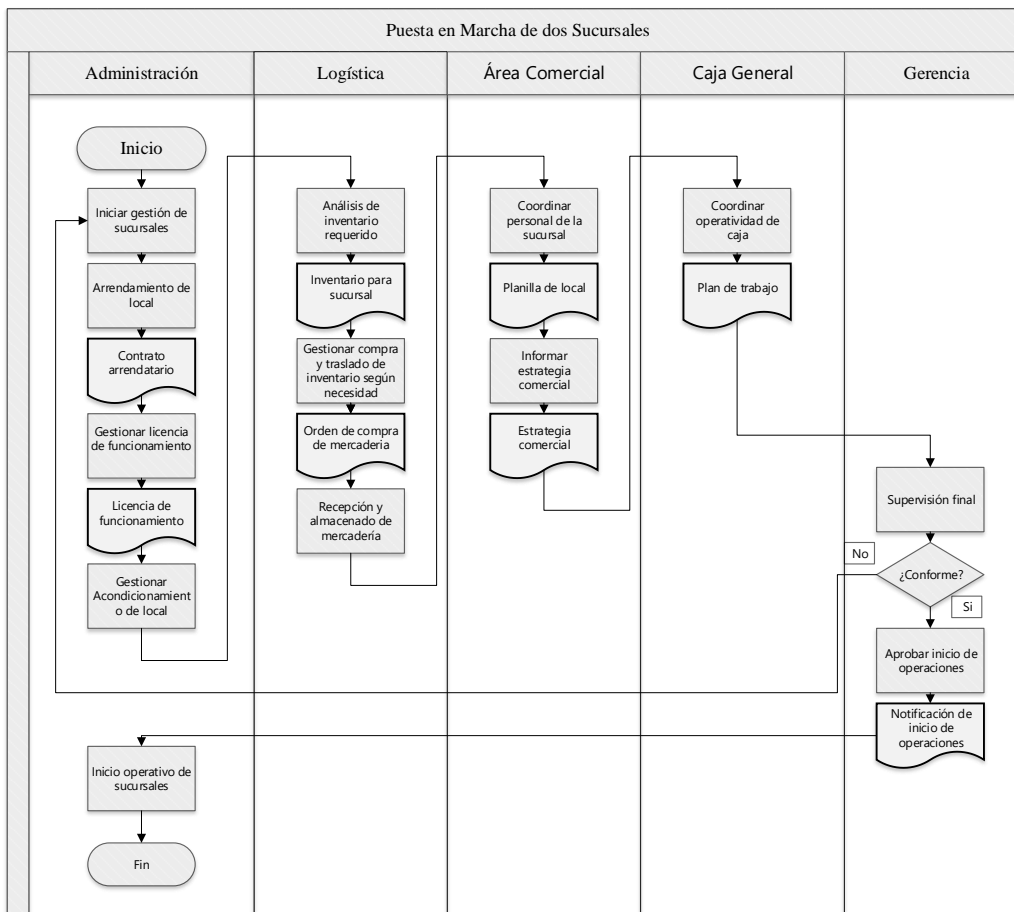 Puesta en Marcha de dos Sucursales
Administración
Logística
Área Comercial
Caja General
Gerencia
Inicio
Iniciar gestión de
sucursales
Arrendamiento de
local
Contrato
arrendatario
Gestionar licencia
de funcionamiento
Licencia de
funcionamiento
Gestionar
Acondicionamient
o de local
Inicio operativo de
sucursales
Fin
Análisis de
inventario
requerido
Inventario para
sucursal
Gestionar compra
y traslado de
inventario según
necesidad
Orden de compra
de mercaderia
Recepción y
almacenado de
mercadería
Coordinar
personal de la
sucursal
Planilla de local
Informar
estrategia
comercial
Estrategia
comercial
Coordinar
operatividad de
caja
Plan de trabajo
Supervisión final
No
¿Conforme?
Si
Aprobar inicio de
operaciones
Notificación de
inicio de
operaciones